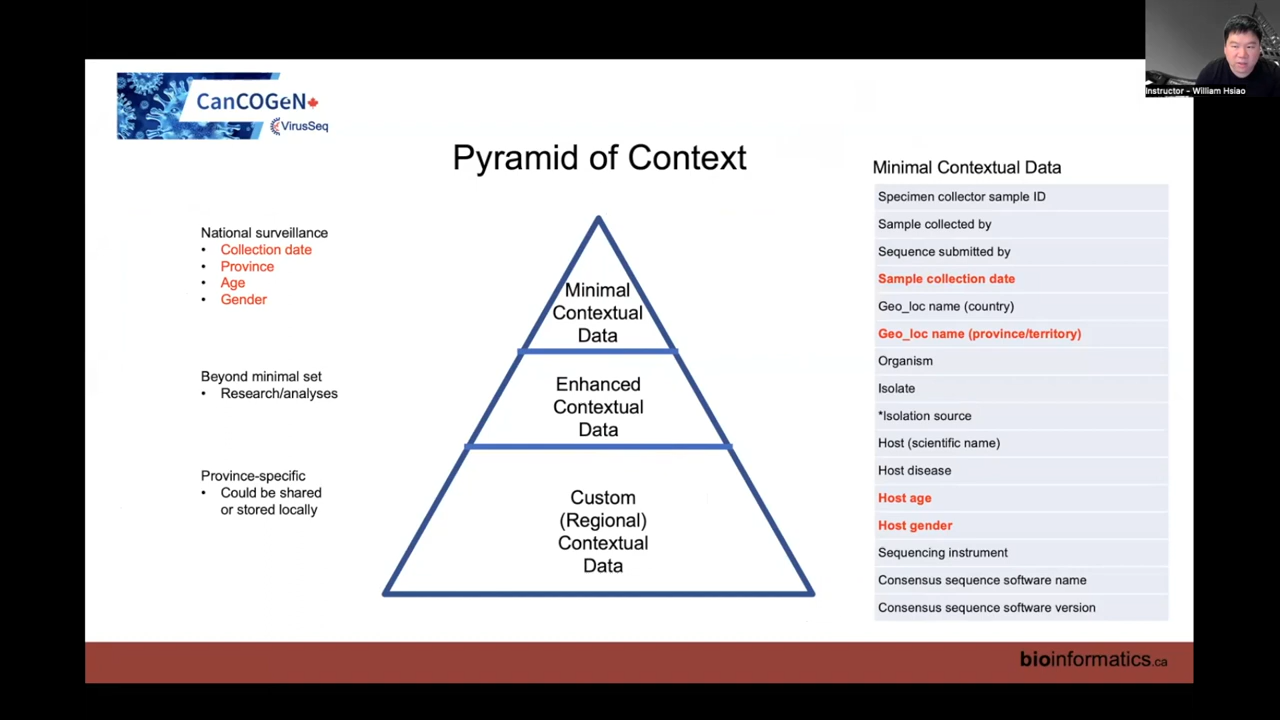 Instructor - William Hsiao
CanCOGeN
VirusSeq
Pyramid of Context
National surveillance
• Collection date
• Province
• Age
• Gender
Beyond minimal set
• Research/analyses
Province-specific
• Could be shared
or stored locally
Minimal
Contextual
Data
Enhanced
Contextual
Data
Custom
(Regional)
Contextual
Data
Minimal Contextual Data
Specimen collector sample ID
Sample collected by
Sequence submitted by
Sample collection date
Geo_loc name (country)
Geo_loc name (province/territory)
Organism
Isolate
*Isolation source
Host (scientific name)
Host disease
Host age
Host gender
Sequencing instrument
Consensus sequence software name
Consensus sequence software version
bioinformatics.ca